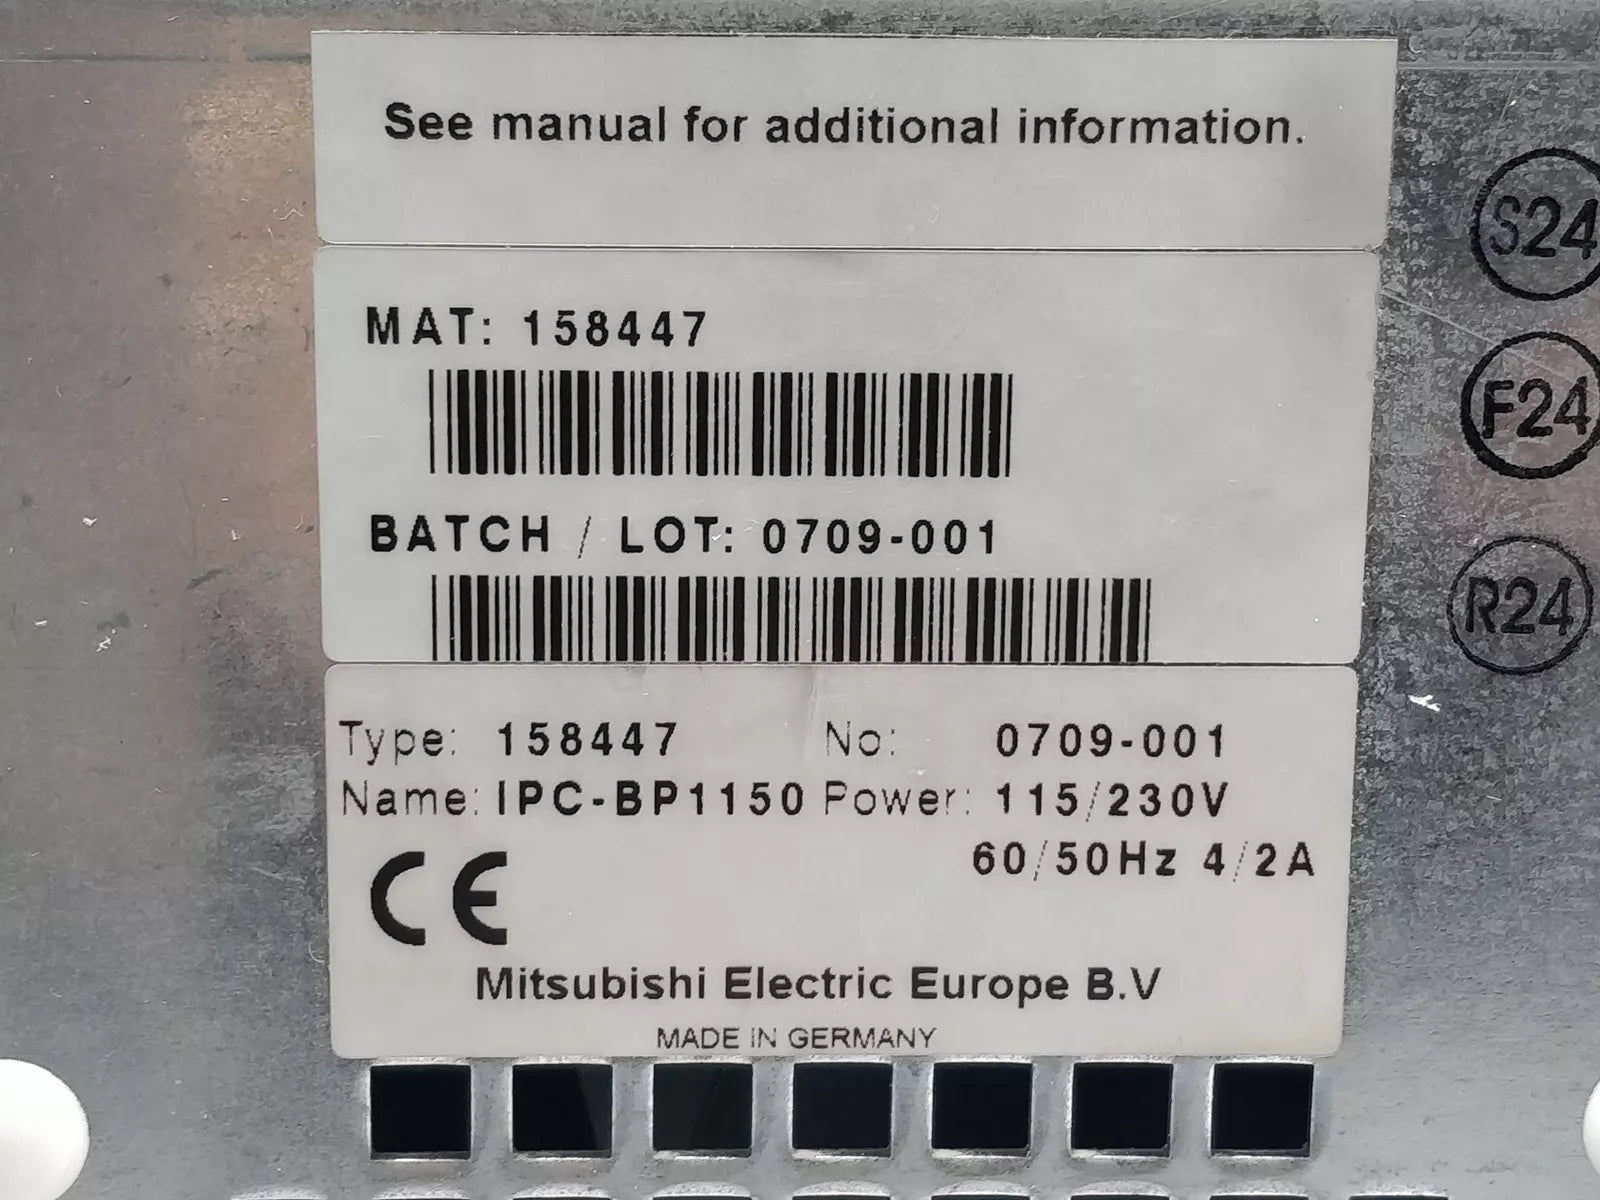 See manual for additional information.
MAT: 158447
BATCH / LOT: 0709-001
Type: 158447 No: 0709-001
Name: IPC-BP1150 Power: 115/230V
60/50Hz 4/2A
CE
Mitsubishi Electric Europe B.V
MADE IN GERMANY
S24
F24
R24